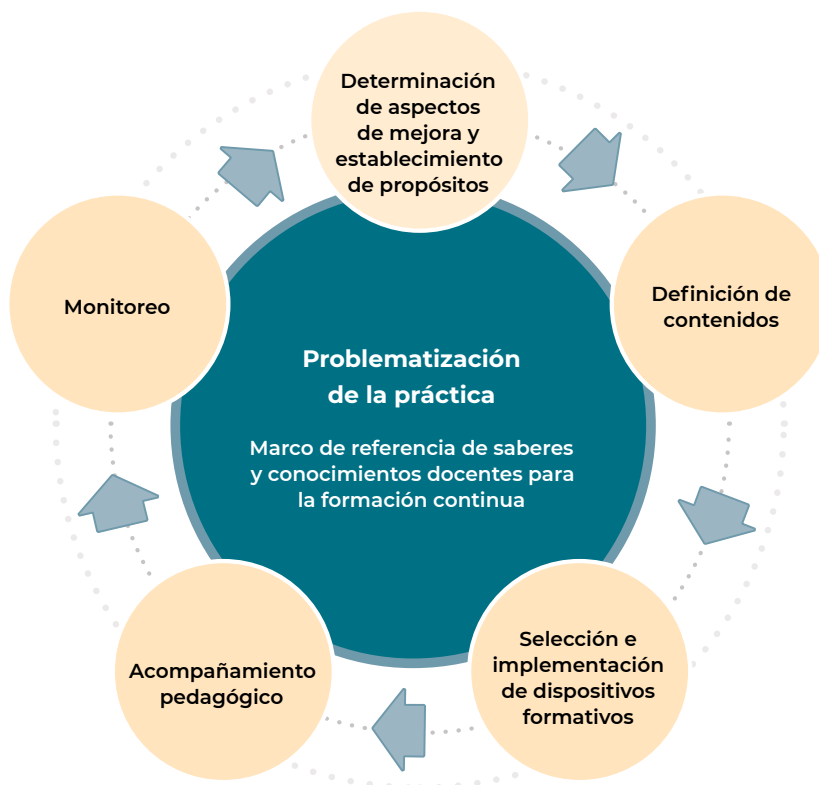 Determinación
de aspectos
de mejora y
establecimiento
de propósitos
Definición de
contenidos
Selección e
implementación
de dispositivos
formativos
Acompañamiento
pedagógico
Monitoreo
Problematización
de la práctica
Marco de referencia de saberes
y conocimientos docentes para
la formación continua